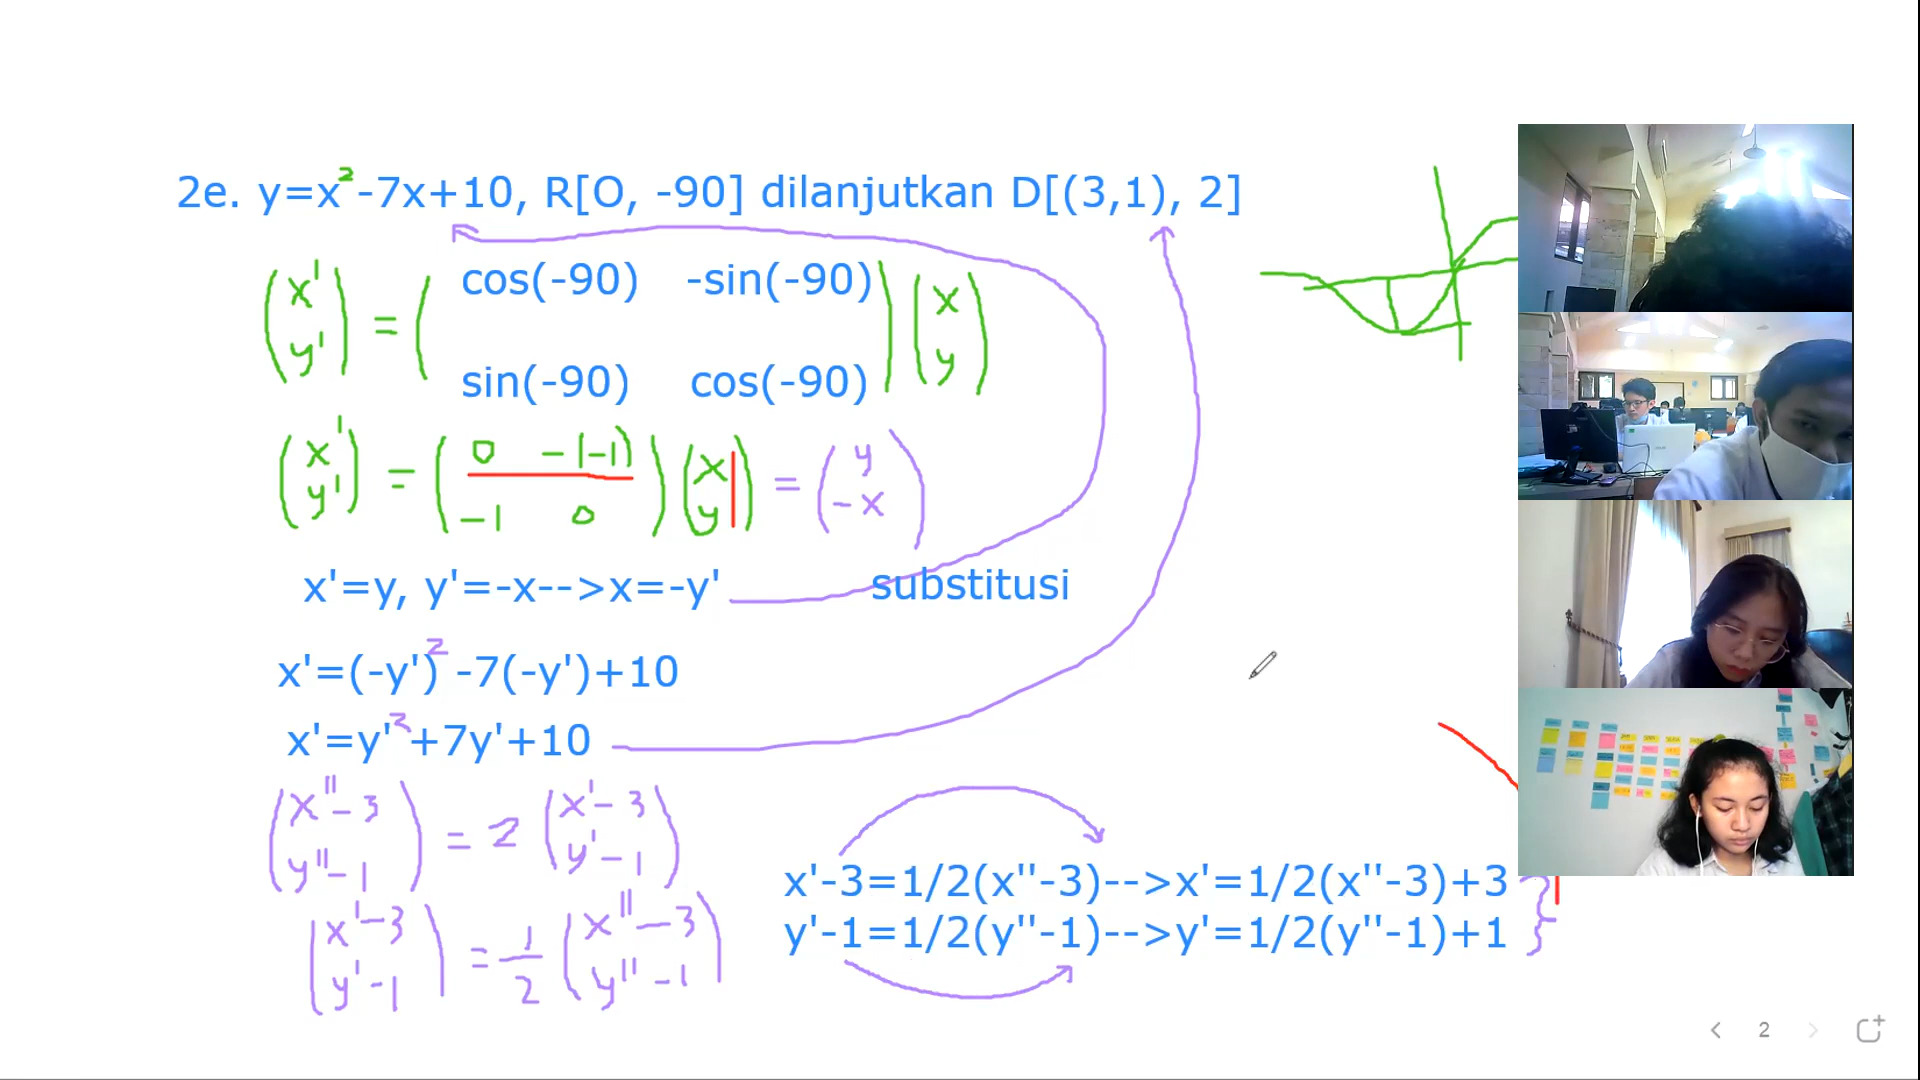 2e. y=x²-7x+10, R[O, -90] dilanjutkan D[(3,1), 2]
(x' = ( cos(-90) -sin(-90) ) (x
y') sin(-90) cos(-90) y)
(x' = ( 0 -(-1) ) (x = ( y
y') -1 0 y) -x )
x'=y, y'=-x-->x=-y' substitusi
x'=(-y')²-7(-y')+10
x'=y'²+7y'+10
(x''-3 = 2 (x'-3
y''-1) y'-1)
x'-3=1/2(x''-3)-->x'=1/2(x''-3)+3
y'-1=1/2(y''-1)-->y'=1/2(y''-1)+1
(x'-3 = 1/2 (x''-3
y'-1) y''-1)
2